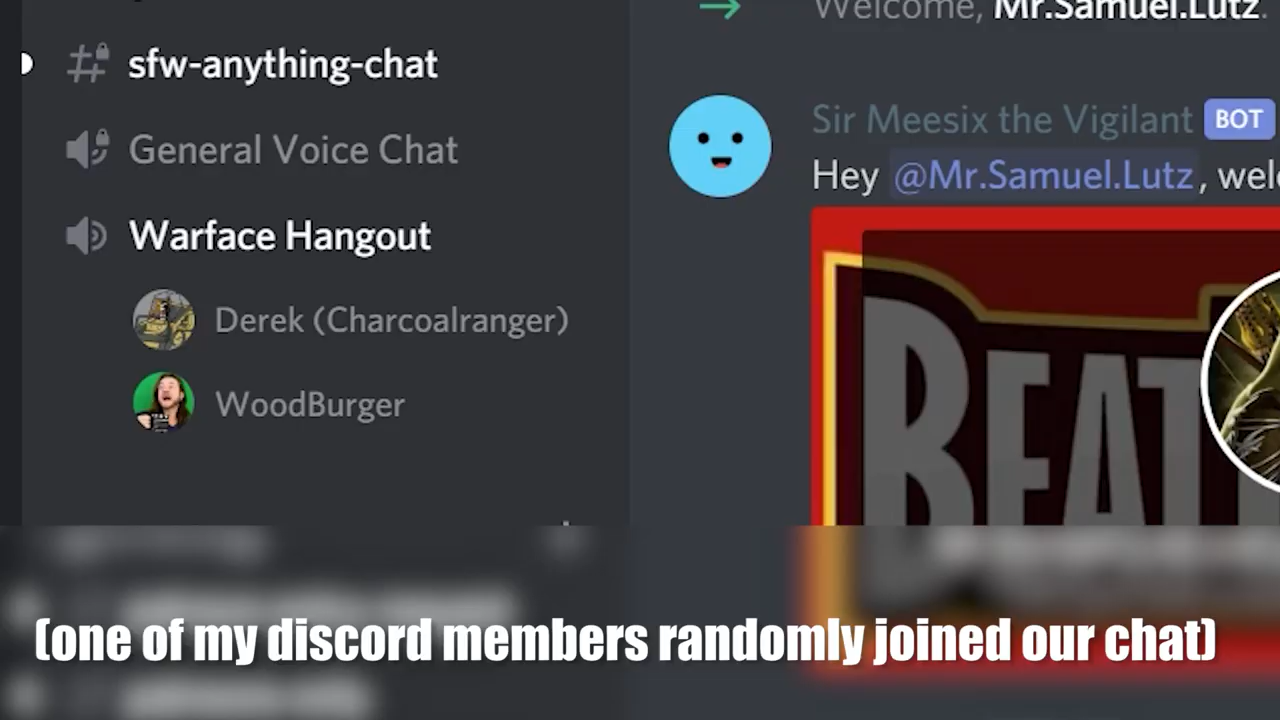 sfw-anything-chat
General Voice Chat
Warface Hangout
Derek (Charcoalranger)
WoodBurger
Welcome, Mr.Samuel.Lutz.
Sir Meesix the Vigilant BOT
Hey @Mr.Samuel.Lutz, wel
BEAT
(one of my discord members randomly joined our chat)